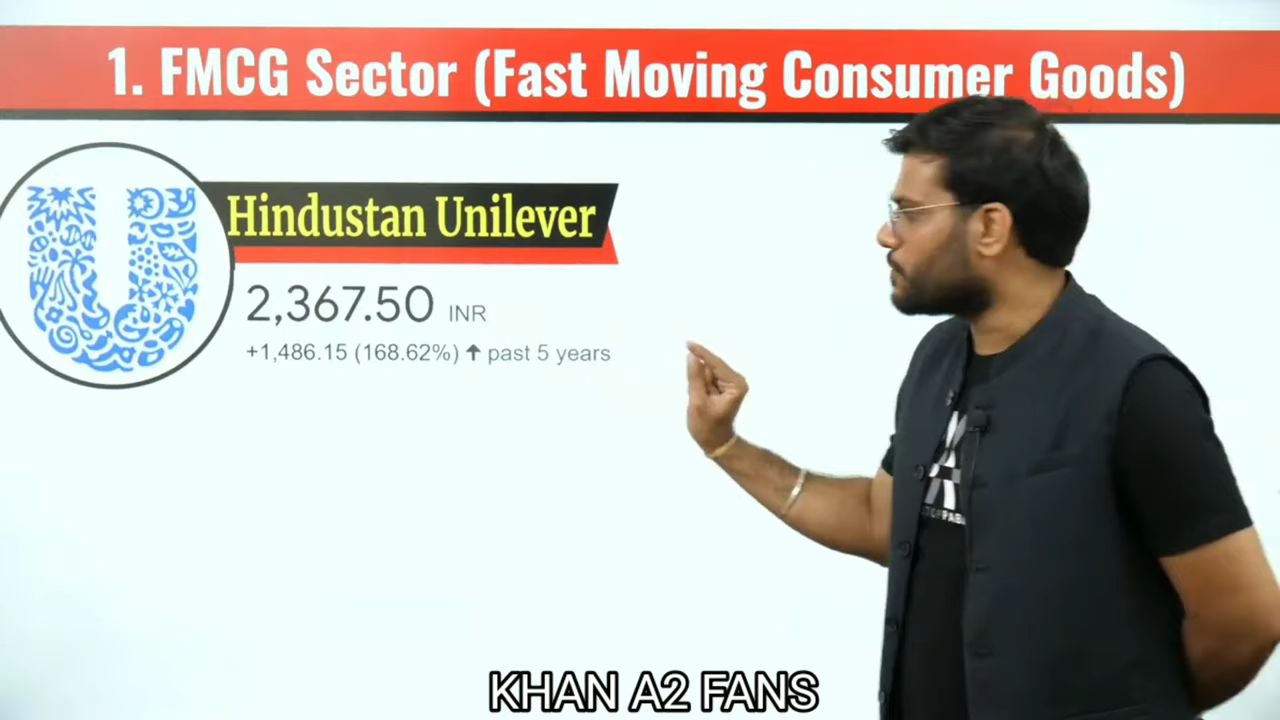 1. FMCG Sector (Fast Moving Consumer Goods)
Hindustan Unilever
2,367.50 INR
+1,486.15 (168.62%) ↑ past 5 years
KHAN A2 FANS